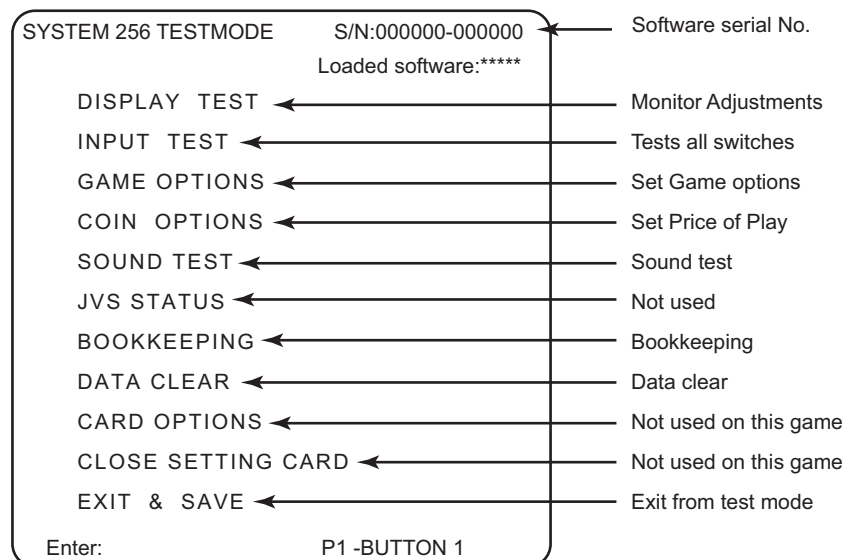 SYSTEM 256 TESTMODE S/N:000000-000000 Software serial No.
Loaded software:*****
DISPLAY TEST Monitor Adjustments
INPUT TEST Tests all switches
GAME OPTIONS Set Game options
COIN OPTIONS Set Price of Play
SOUND TEST Sound test
JVS STATUS Not used
BOOKKEEPING Bookkeeping
DATA CLEAR Data clear
CARD OPTIONS Not used on this game
CLOSE SETTING CARD Not used on this game
EXIT & SAVE Exit from test mode
Enter: P1 -BUTTON 1